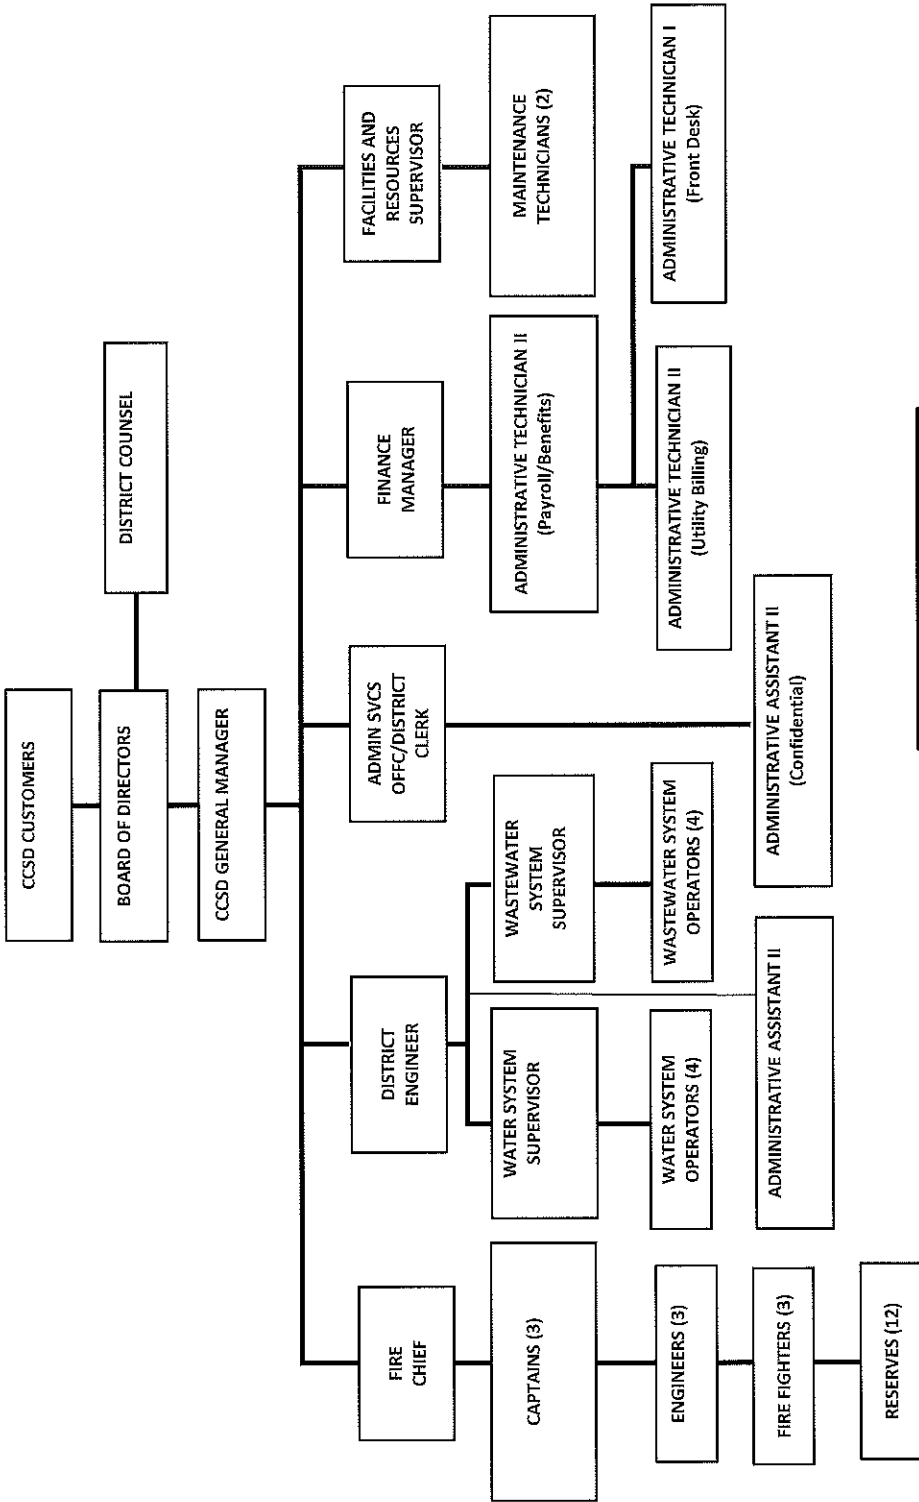 CCSD CUSTOMERS
BOARD OF DIRECTORS
DISTRICT COUNSEL
CCSD GENERAL MANAGER
FIRE
CHIEF
DISTRICT
ENGINEER
ADMIN SVCS
OFFC/DISTRICT
CLERK
FINANCE
MANAGER
FACILITIES AND
RESOURCES
SUPERVISOR
CAPTAINS (3)
WATER SYSTEM
SUPERVISOR
WASTEWATER
SYSTEM
SUPERVISOR
ADMINISTRATIVE TECHNICIAN II
(Payroll/Benefits)
MAINTENANCE
TECHNICIANS (2)
ENGINEERS (3)
WATER SYSTEM
OPERATORS (4)
WASTEWATER SYSTEM
OPERATORS (4)
ADMINISTRATIVE TECHNICIAN II
(Utility Billing)
ADMINISTRATIVE TECHNICIAN I
(Front Desk)
FIRE FIGHTERS (3)
ADMINISTRATIVE ASSISTANT II
ADMINISTRATIVE ASSISTANT II
(Confidential)
RESERVES (12)